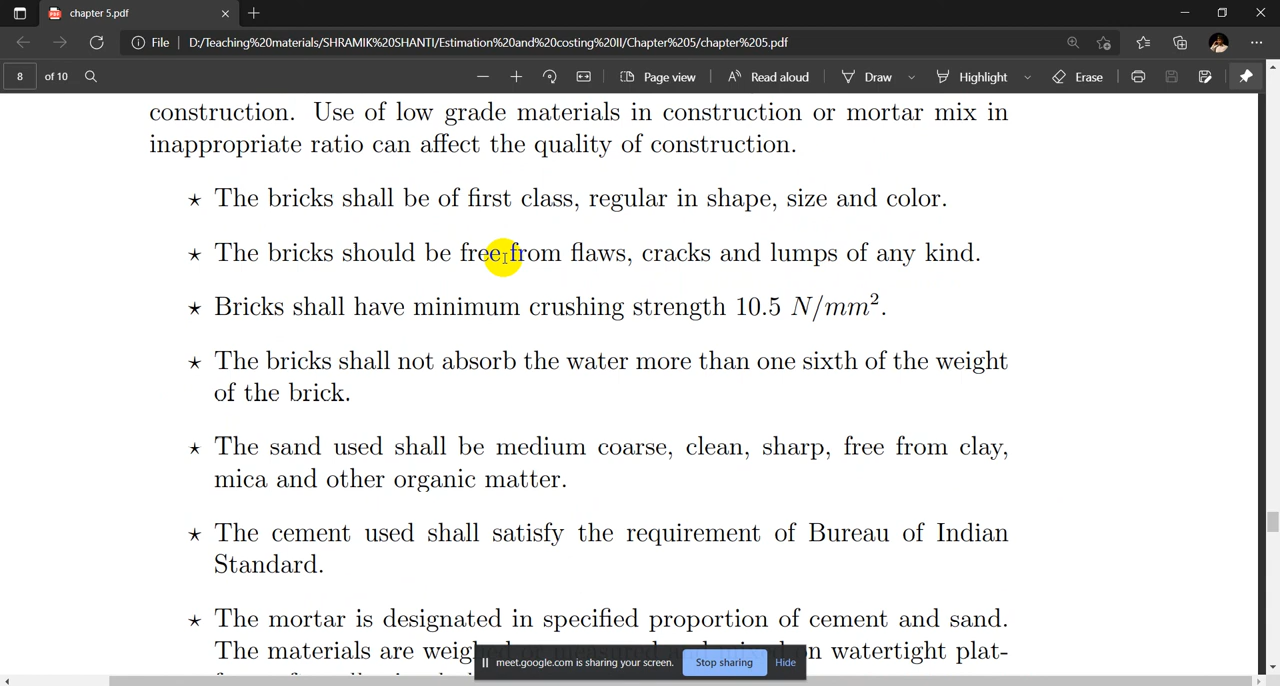 chapter 5.pdf
File D:/Teaching%20materials/SHRAMIK%20SHANTI/Estimation%20and%20costing%20II/Chapter%205/chapter%205.pdf
8 of 10 Page view Read aloud Draw Highlight Erase
construction. Use of low grade materials in construction or mortar mix in
inappropriate ratio can affect the quality of construction.
⋆ The bricks shall be of first class, regular in shape, size and color.
⋆ The bricks should be free from flaws, cracks and lumps of any kind.
⋆ Bricks shall have minimum crushing strength 10.5 N/mm².
⋆ The bricks shall not absorb the water more than one sixth of the weight
of the brick.
⋆ The sand used shall be medium coarse, clean, sharp, free from clay,
mica and other organic matter.
⋆ The cement used shall satisfy the requirement of Bureau of Indian
Standard.
⋆ The mortar is designated in specified proportion of cement and sand.
The materials are weighed or measured and mixed on watertight plat-
meet.google.com is sharing your screen. Stop sharing Hide